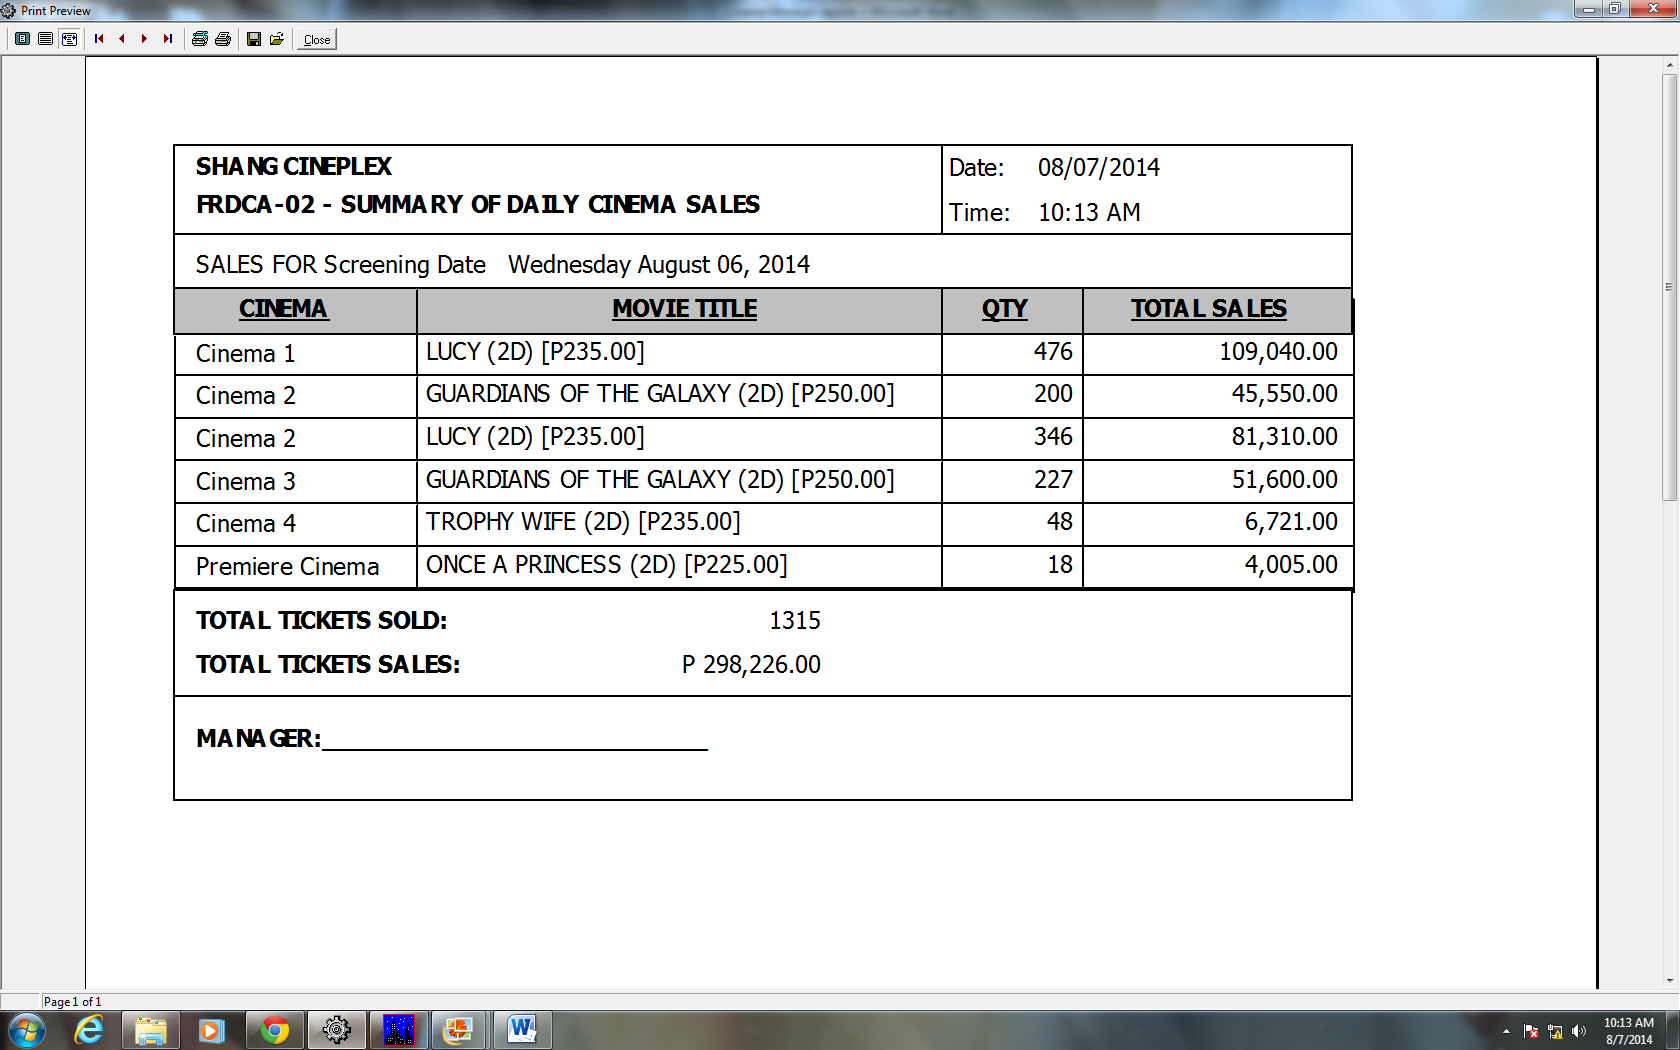 Print Preview
Close
SHANG CINEPLEX
FRDCA-02 - SUMMARY OF DAILY CINEMA SALES
Date: 08/07/2014
Time: 10:13 AM
SALES FOR Screening Date Wednesday August 06, 2014
CINEMA MOVIE TITLE QTY TOTAL SALES
Cinema 1 LUCY (2D) [P235.00] 476 109,040.00
Cinema 2 GUARDIANS OF THE GALAXY (2D) [P250.00] 200 45,550.00
Cinema 2 LUCY (2D) [P235.00] 346 81,310.00
Cinema 3 GUARDIANS OF THE GALAXY (2D) [P250.00] 227 51,600.00
Cinema 4 TROPHY WIFE (2D) [P235.00] 48 6,721.00
Premiere Cinema ONCE A PRINCESS (2D) [P225.00] 18 4,005.00
TOTAL TICKETS SOLD: 1315
TOTAL TICKETS SALES: P 298,226.00
MANAGER:
Page 1 of 1
10:13 AM
8/7/2014